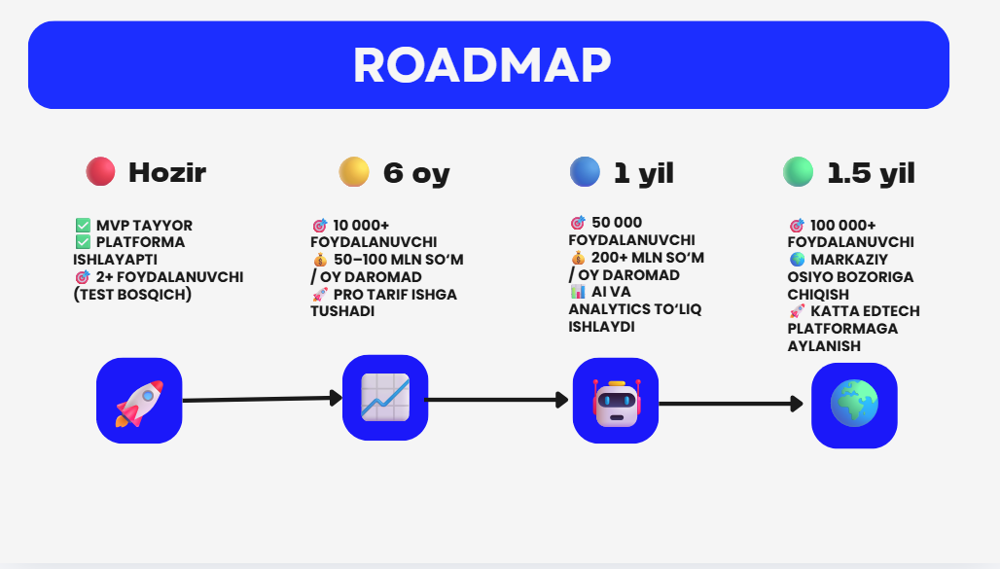 ROADMAP
Hozir
✅ MVP TAYYOR
✅ PLATFORMA
ISHLAYAPTI
🎯 2+ FOYDALANUVCHI
(TEST BOSQICH)
6 oy
🎯 10 000+
FOYDALANUVCHI
💰 50–100 MLN SO‘M
/ OY DAROMAD
🚀 PRO TARIF ISHGA
TUSHADI
1 yil
🎯 50 000
FOYDALANUVCHI
💰 200+ MLN SO‘M
/ OY DAROMAD
📊 AI VA
ANALYTICS TO‘LIQ
ISHLAYDI
1.5 yil
🎯 100 000+
FOYDALANUVCHI
🌍 MARKAZIY
OSIYO BOZORIGA
CHIQISH
🚀 KATTA EDTECH
PLATFORMAGA
AYLANISH